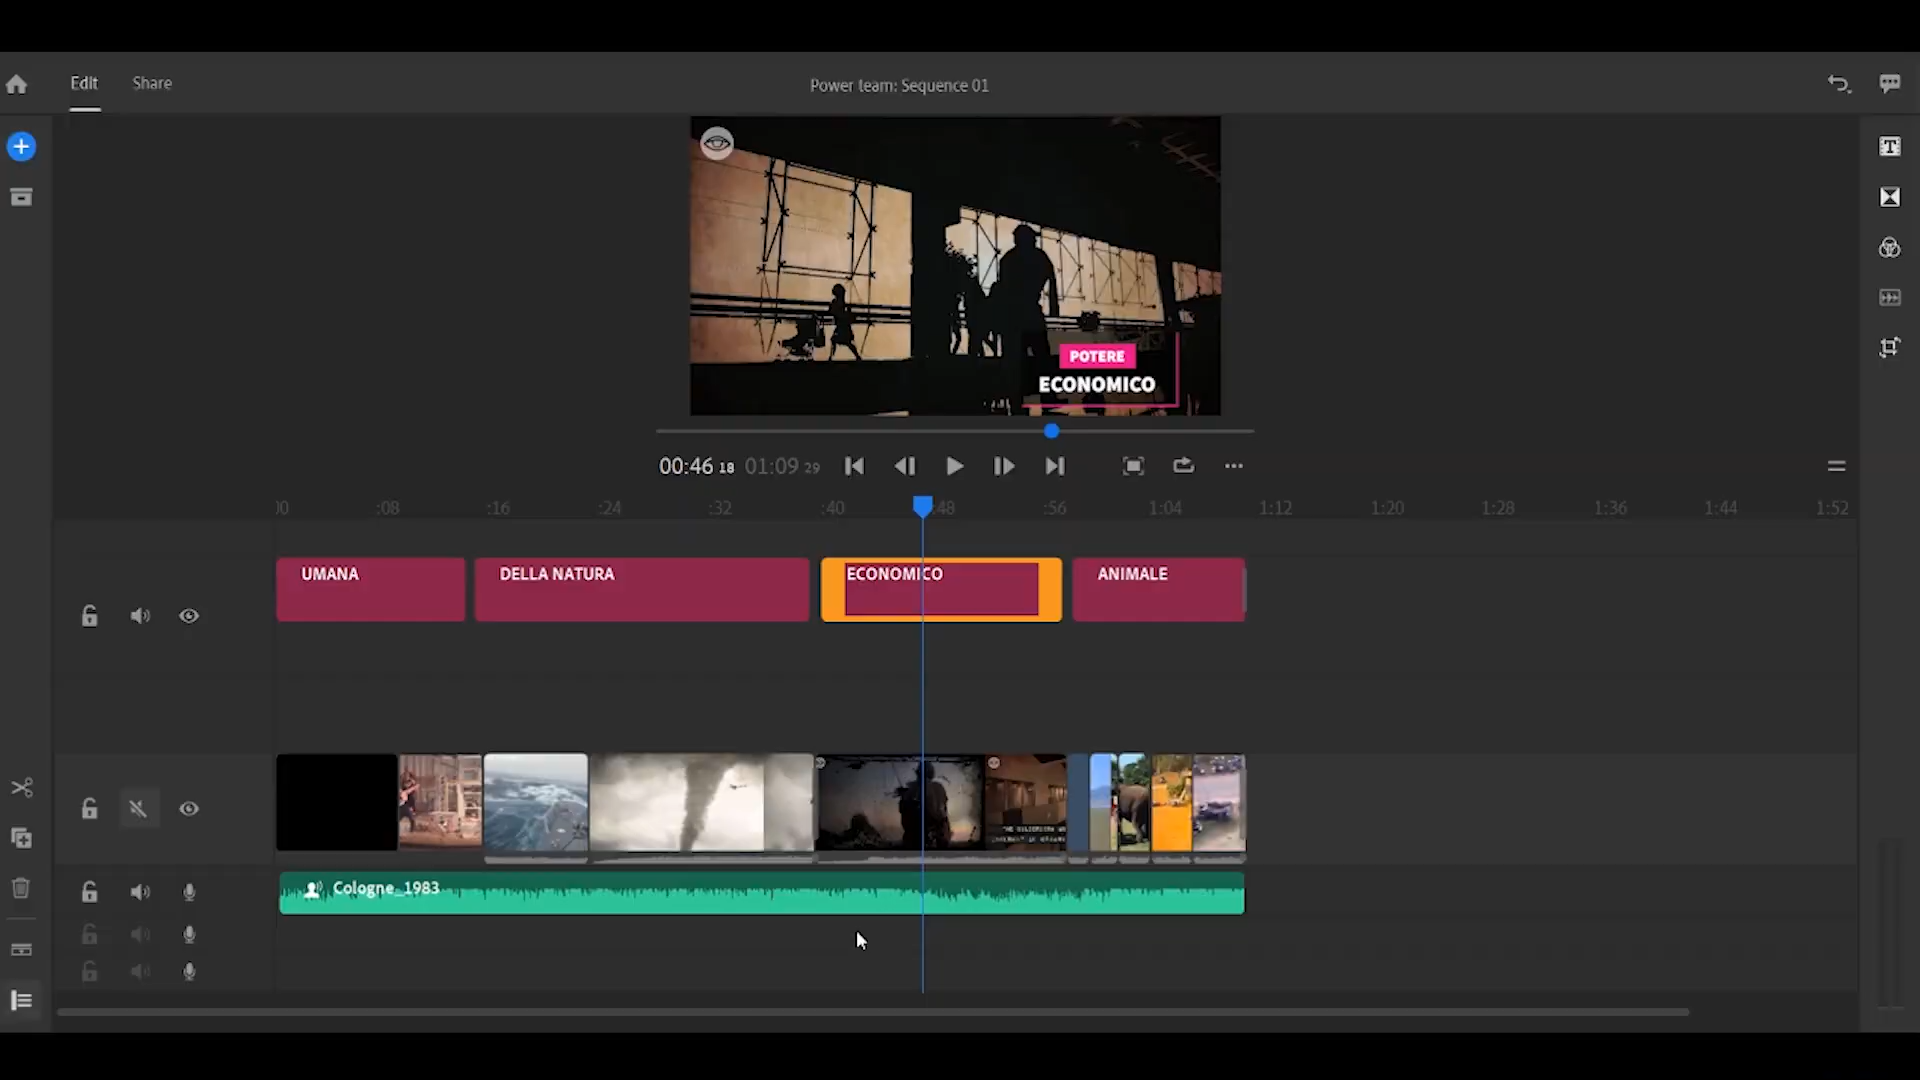 Edit Share
Power team: Sequence 01
POTERE
ECONOMICO
00:46 18 01:09 29
:08 :16 :24 :32 :40 :48 :56 1:04 1:12 1:20 1:28 1:36 1:44 1:52
UMANA DELLA NATURA ECONOMICO ANIMALE
Cologne_1983